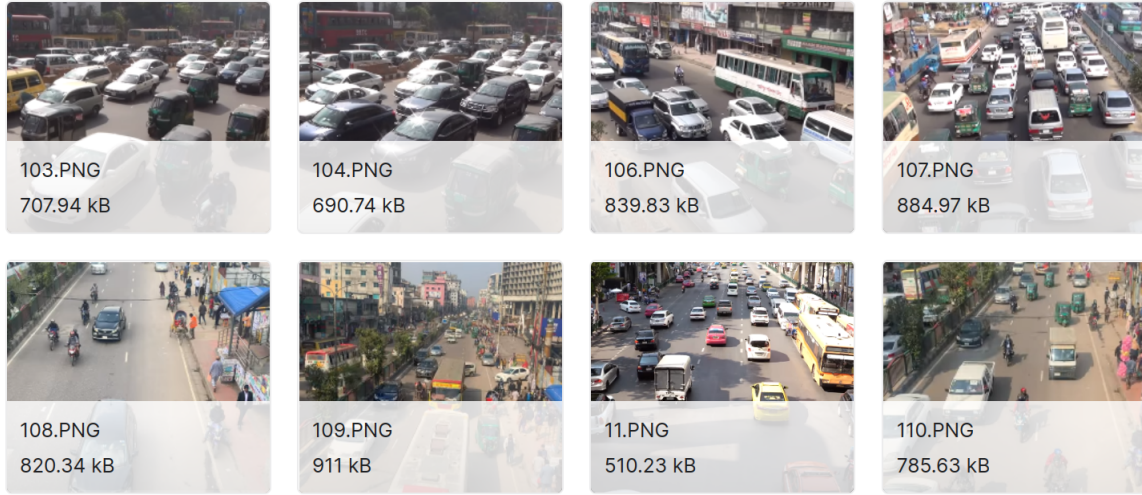 103.PNG
707.94 kB
104.PNG
690.74 kB
106.PNG
839.83 kB
107.PNG
884.97 kB
108.PNG
820.34 kB
109.PNG
911 kB
11.PNG
510.23 kB
110.PNG
785.63 kB